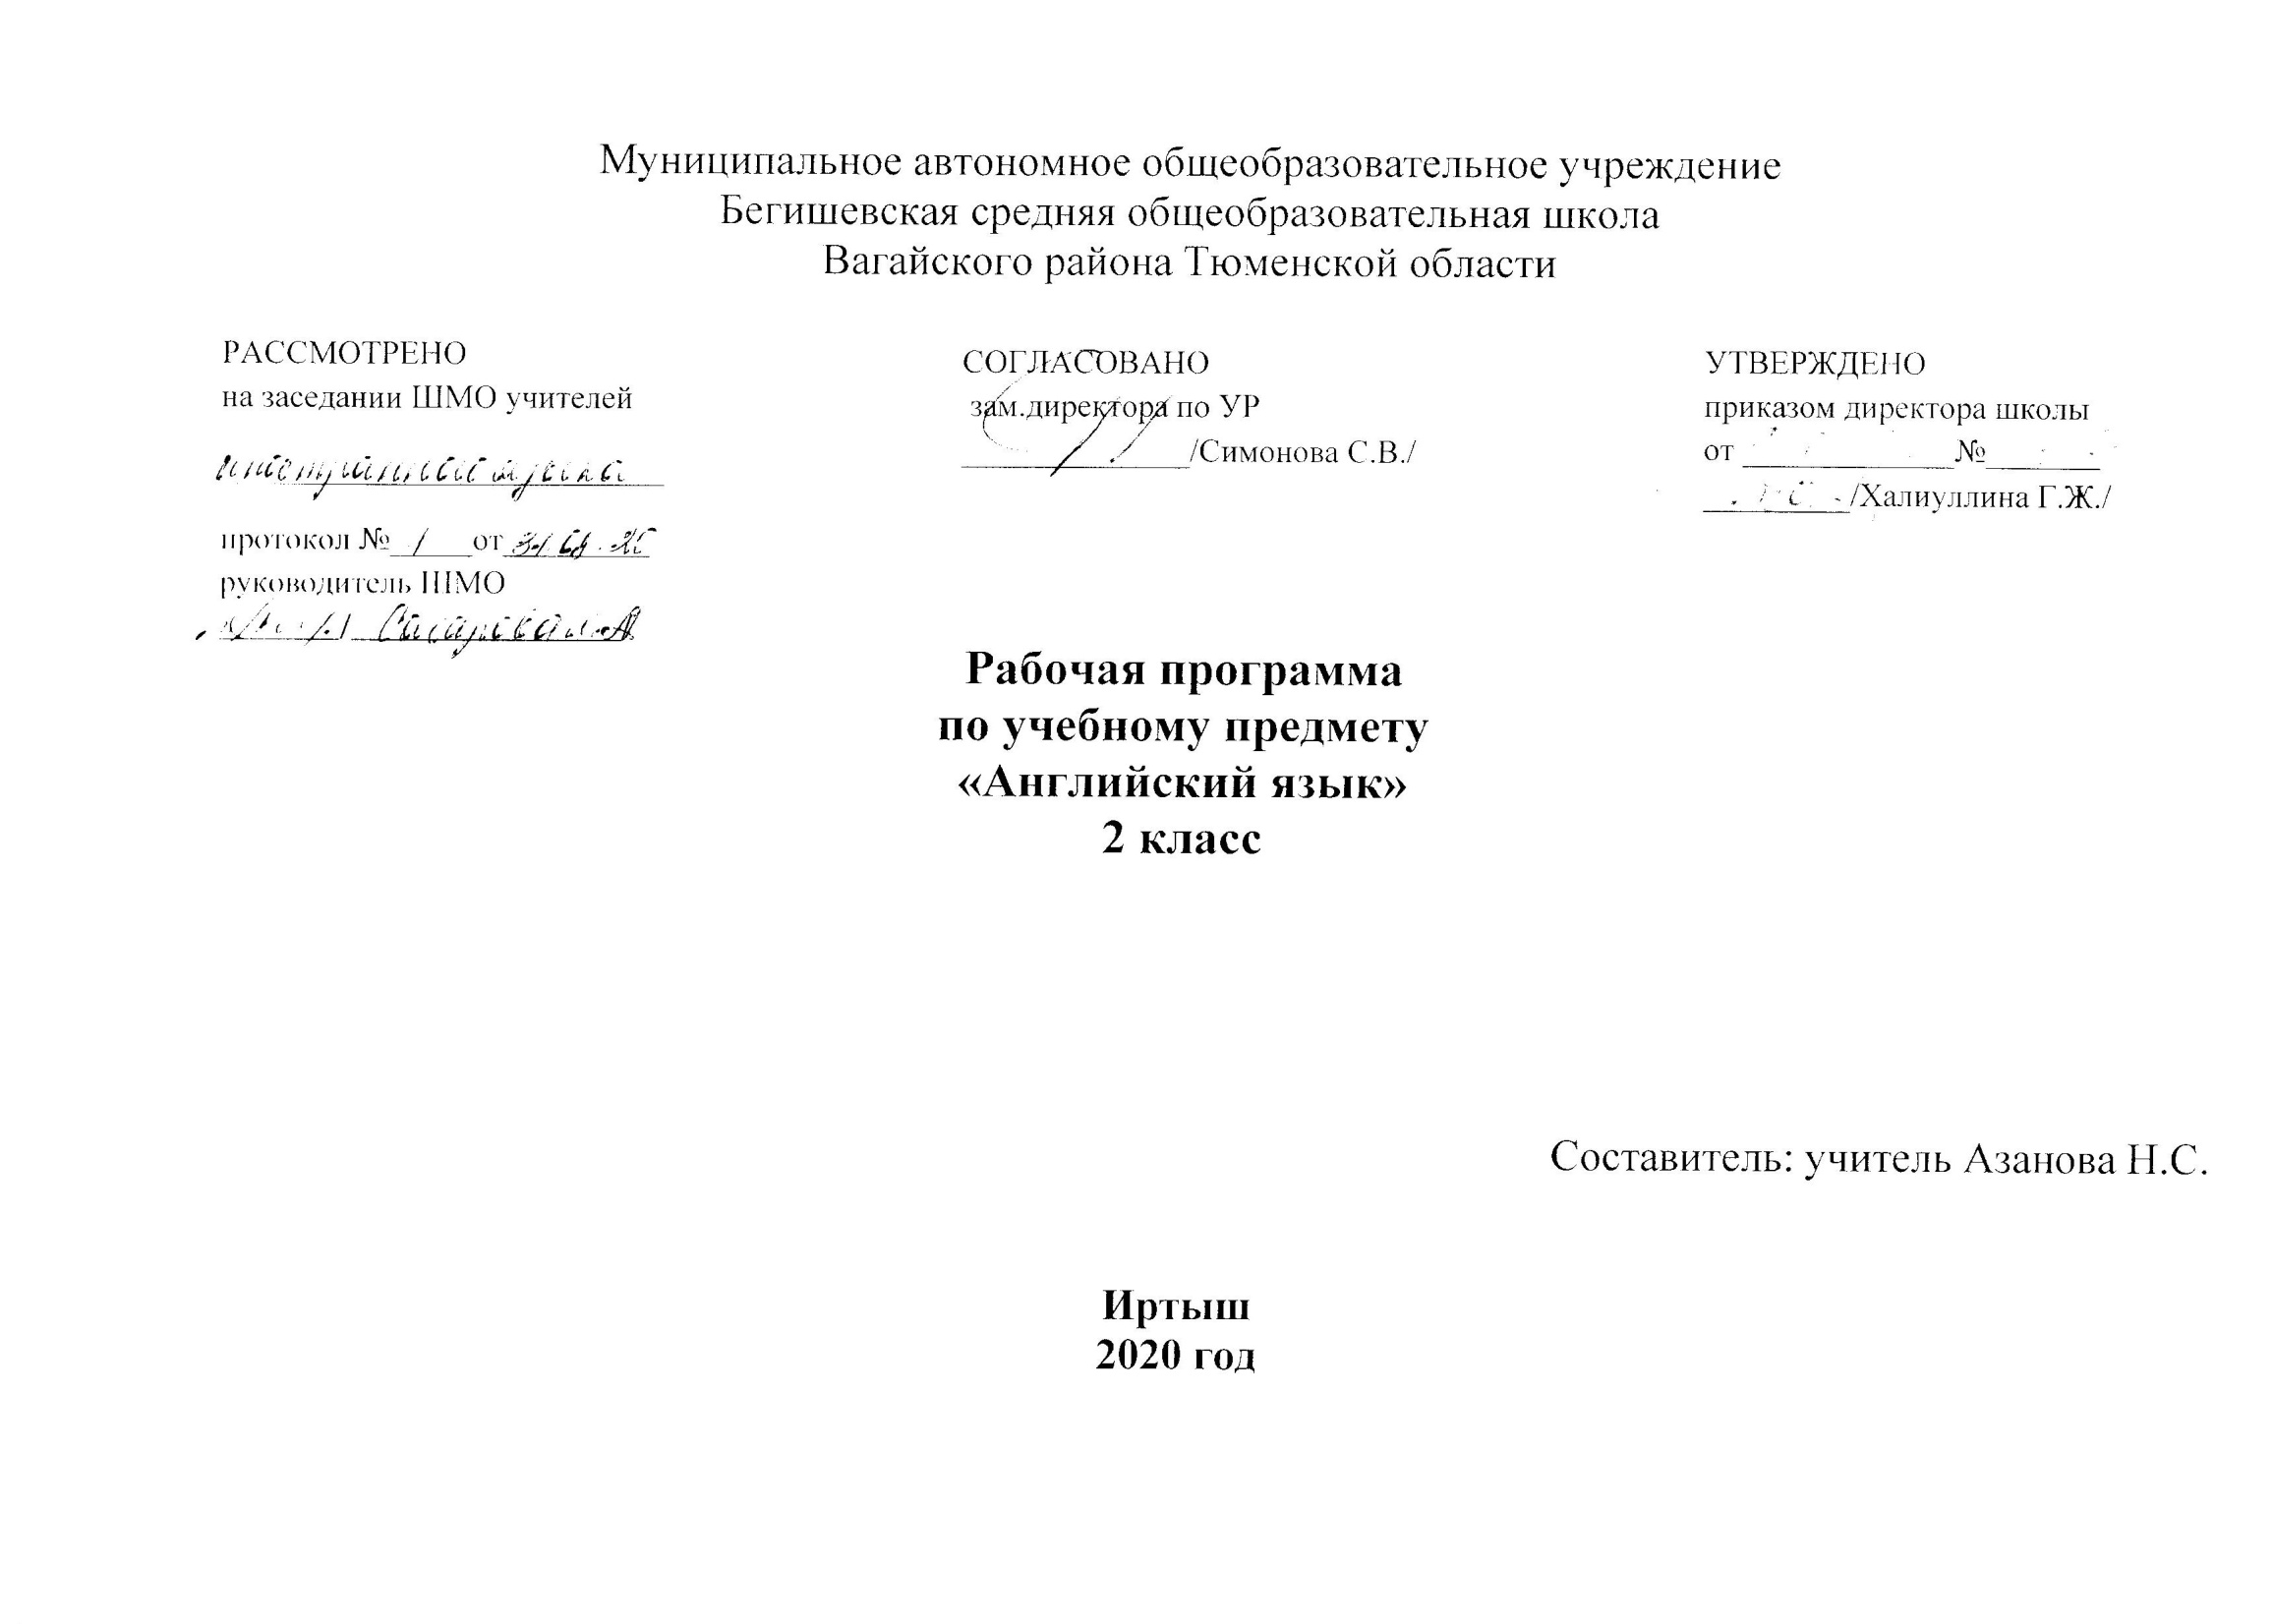 Муниципальное автономное общеобразовательное учреждение
Бегишевская средняя общеобразовательная школа
Вагайского района Тюменской области
РАССМОТРЕНО
на заседании ШМО учителей
протокол № 1 от
руководитель ШМО
СОГЛАСОВАНО
зам.директора по УР
/Симонова С.В./
УТВЕРЖДЕНО
приказом директора школы
от №
/Халиуллина Г.Ж./
Рабочая программа
по учебному предмету
«Английский язык»
2 класс
Составитель: учитель Азанова Н.С.
Иртыш
2020 год